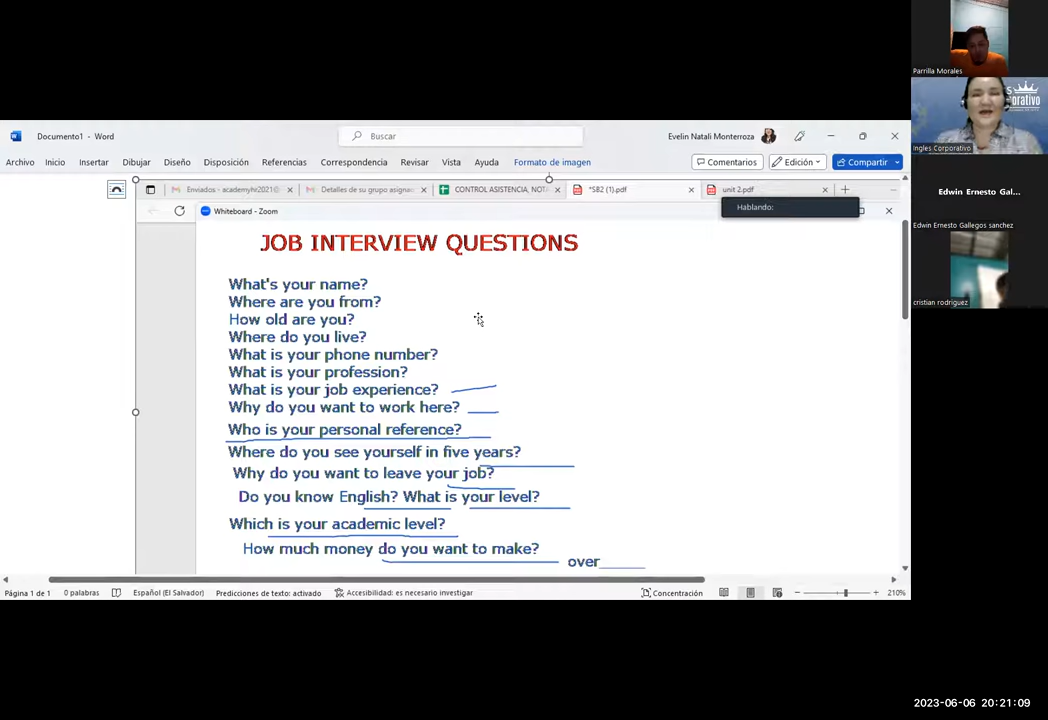 Documento1 - Word
Buscar
Evelin Natali Monterroza
Archivo Inicio Insertar Dibujar Diseño Disposición Referencias Correspondencia Revisar Vista Ayuda Formato de imagen
Comentarios Edición Compartir
Enviados - academyhr2021@ Detalles de su grupo asigna CONTROL ASISTENCIA, NOT *SB2 (1).pdf unit 2.pdf
Hablando:
Whiteboard - Zoom
JOB INTERVIEW QUESTIONS
What's your name?
Where are you from?
How old are you?
Where do you live?
What is your phone number?
What is your profession?
What is your job experience?
Why do you want to work here?
Who is your personal reference?
Where do you see yourself in five years?
Why do you want to leave your job?
Do you know English? What is your level?
Which is your academic level?
How much money do you want to make?
over
Página 1 de 1 0 palabras Español (El Salvador) Predicciones de texto: activado Accesibilidad: es necesario investigar Concentración 210%
Parrilla Morales
Ingles Corporativo
Edwin Ernesto Gal...
Edwin Ernesto Gallegos sanchez
cristian rodriguez
2023-06-06 20:21:09